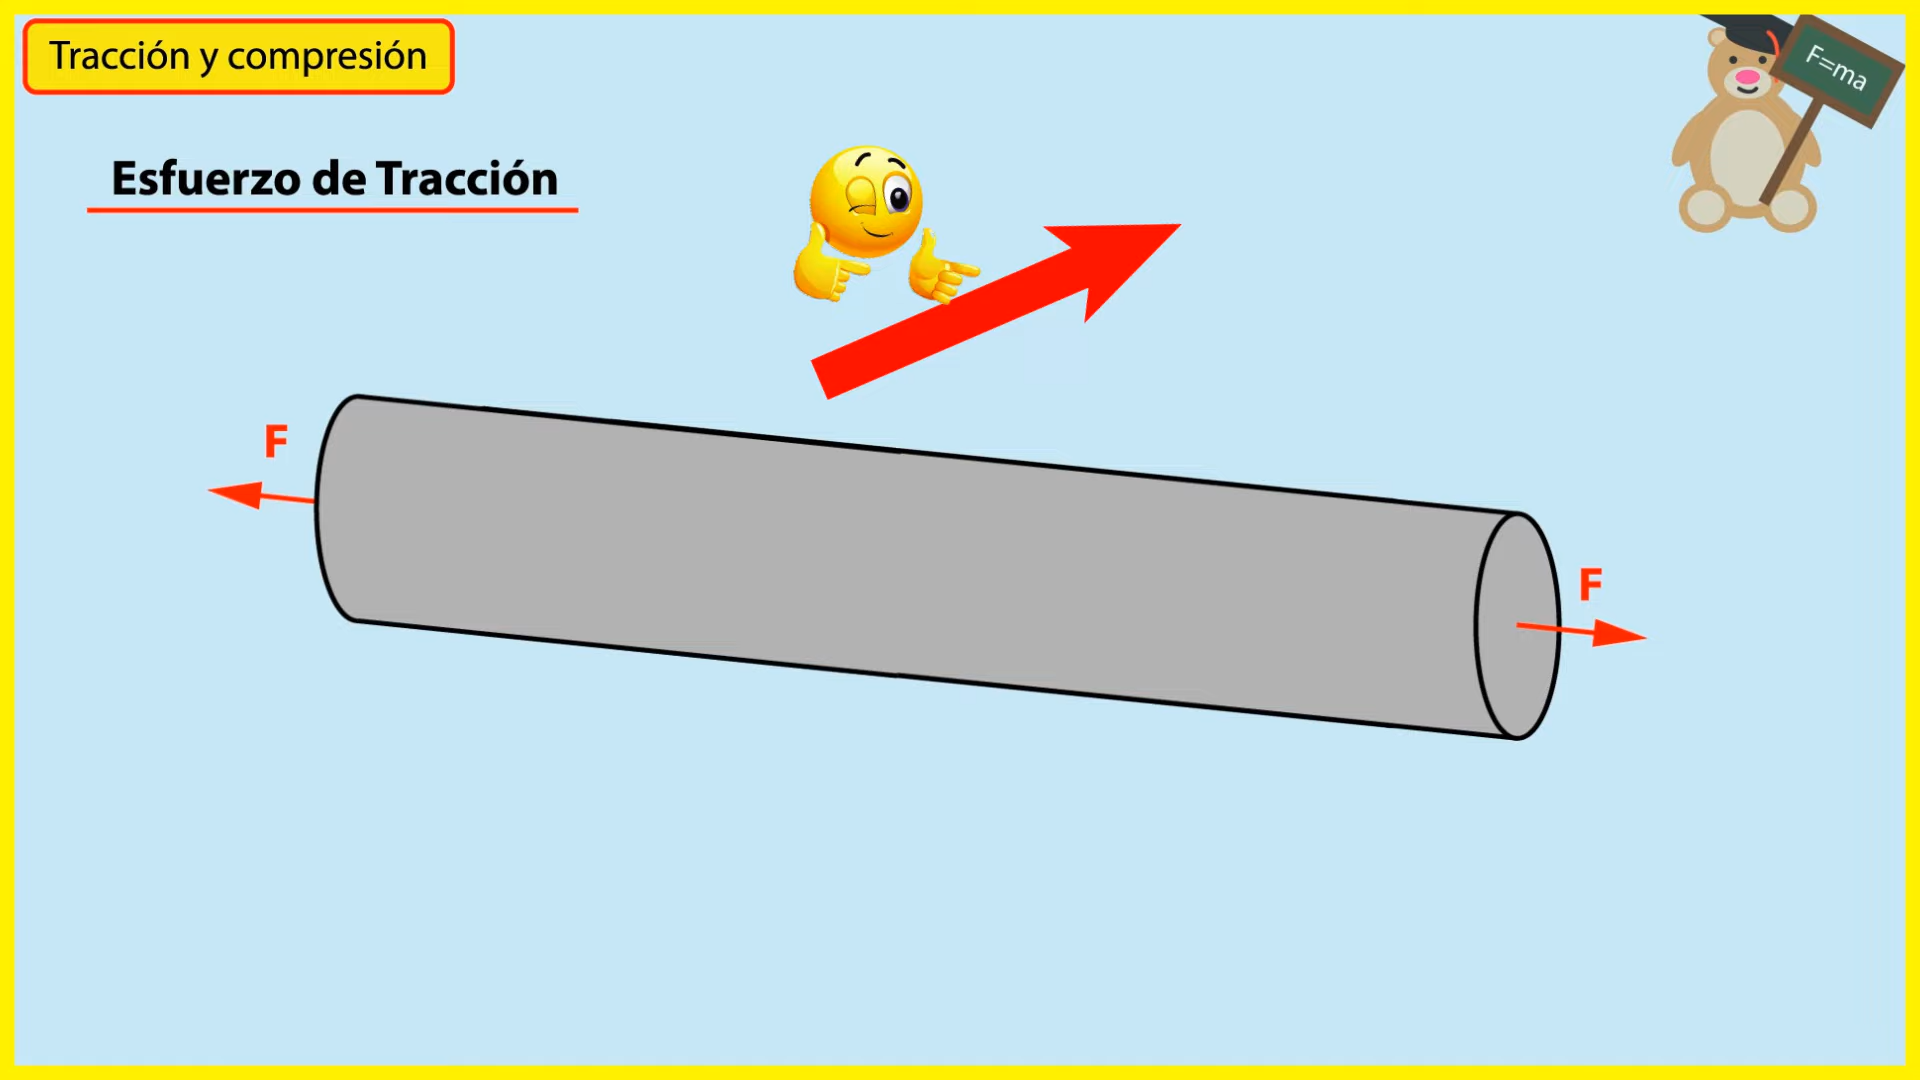 Tracción y compresión
F=ma
Esfuerzo de Tracción
F
F